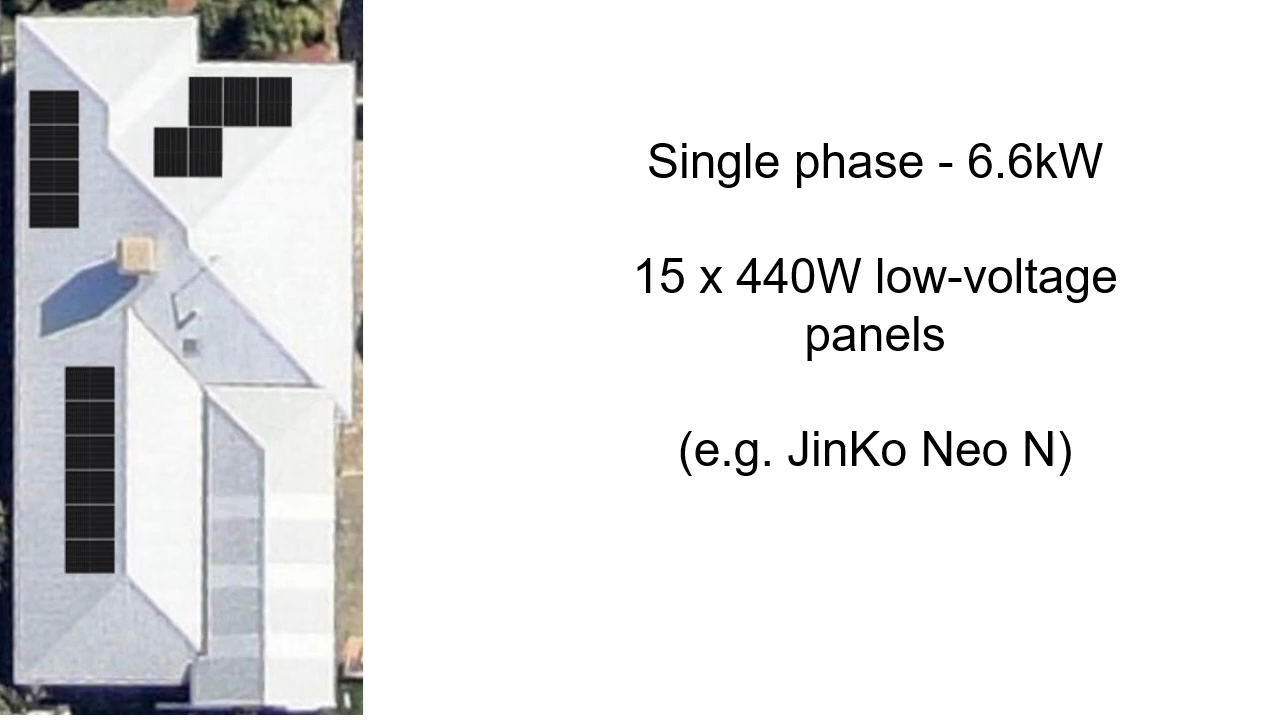 Single phase - 6.6kW
15 x 440W low-voltage
panels
(e.g. JinKo Neo N)